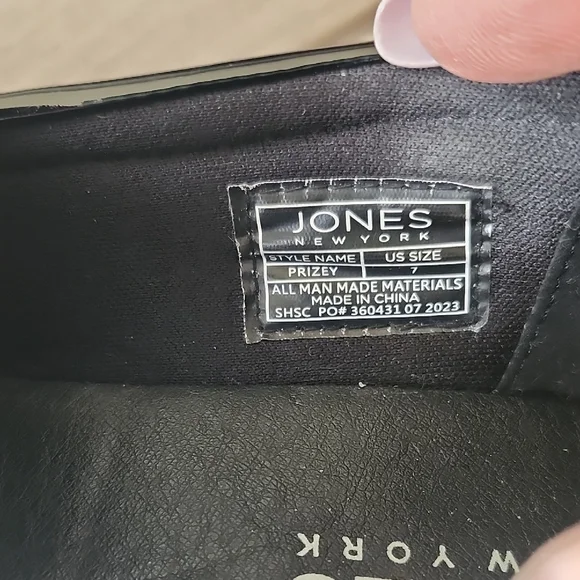 JONES
NEW YORK
STYLE NAME US SIZE
PRIZEY 7
ALL MAN MADE MATERIALS
MADE IN CHINA
SHSC PO# 360431 07 2023
W YORK